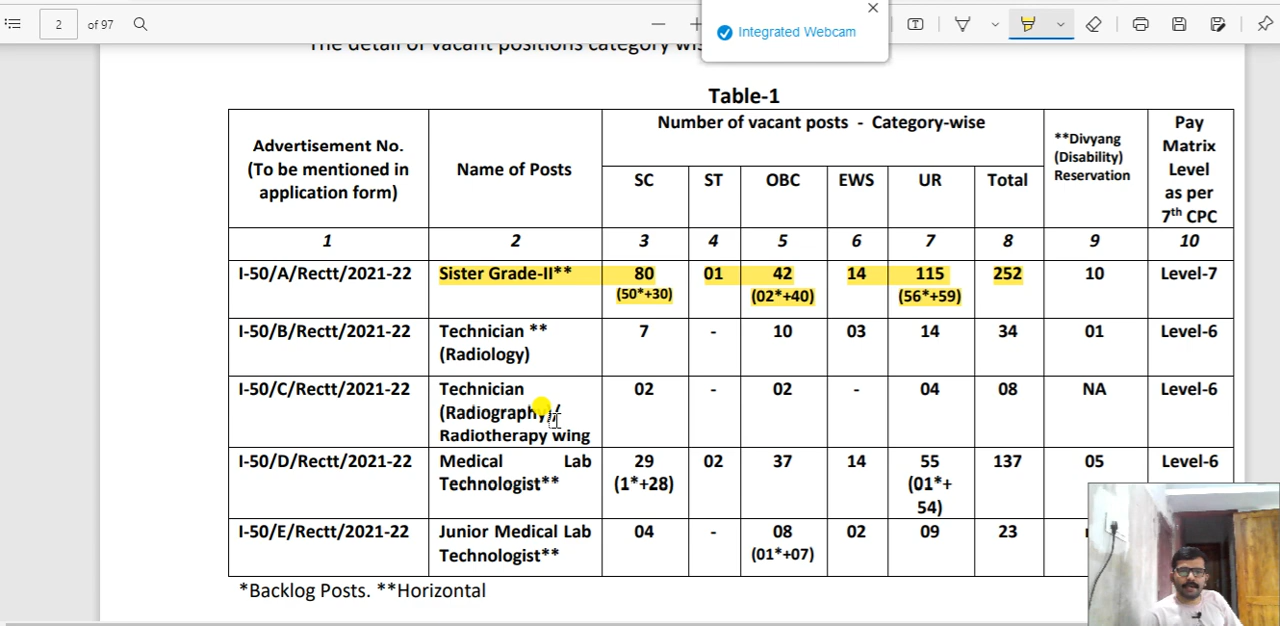 2 of 97
Integrated Webcam
The detail of vacant positions category wis
Table-1
Advertisement No. (To be mentioned in application form)
Name of Posts
Number of vacant posts - Category-wise
**Divyang (Disability) Reservation
Pay Matrix Level as per 7th CPC
SC ST OBC EWS UR Total
1 2 3 4 5 6 7 8 9 10
I-50/A/Rectt/2021-22 Sister Grade-II** 80 01 42 14 115 252 10 Level-7
(50*+30) (02*+40) (56*+59)
I-50/B/Rectt/2021-22 Technician ** 7 - 10 03 14 34 01 Level-6
(Radiology)
I-50/C/Rectt/2021-22 Technician 02 - 02 - 04 08 NA Level-6
(Radiography)/
Radiotherapy wing
I-50/D/Rectt/2021-22 Medical Lab 29 02 37 14 55 137 05 Level-6
Technologist** (1*+28) (01*+
54)
I-50/E/Rectt/2021-22 Junior Medical Lab 04 - 08 02 09 23
Technologist** (01*+07)
*Backlog Posts. **Horizontal